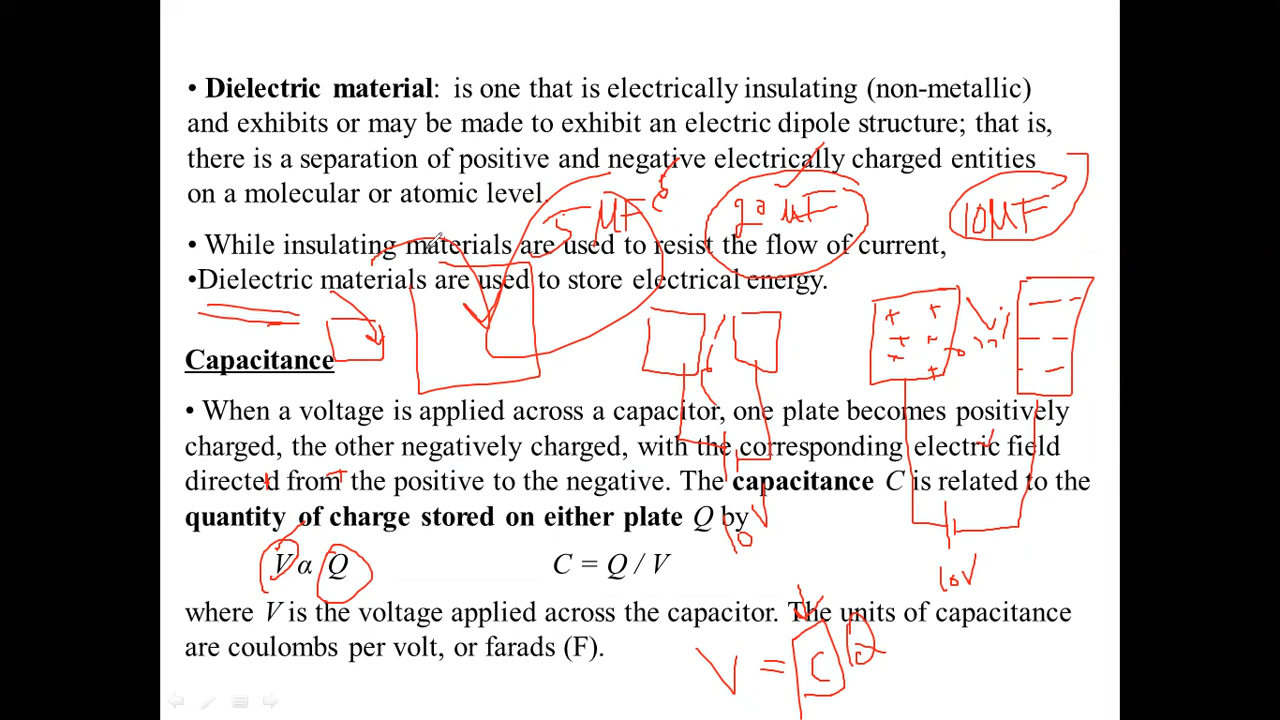 • Dielectric material: is one that is electrically insulating (non-metallic)
and exhibits or may be made to exhibit an electric dipole structure; that is,
there is a separation of positive and negative electrically charged entities
on a molecular or atomic level.
5 μF
20 μF
10μF
• While insulating materials are used to resist the flow of current,
•Dielectric materials are used to store electrical energy.
Capacitance
• When a voltage is applied across a capacitor, one plate becomes positively
charged, the other negatively charged, with the corresponding electric field
directed from the positive to the negative. The capacitance C is related to the
quantity of charge stored on either plate Q by
10V
V α Q
C = Q / V
10V
where V is the voltage applied across the capacitor. The units of capacitance
are coulombs per volt, or farads (F).
V = C Q